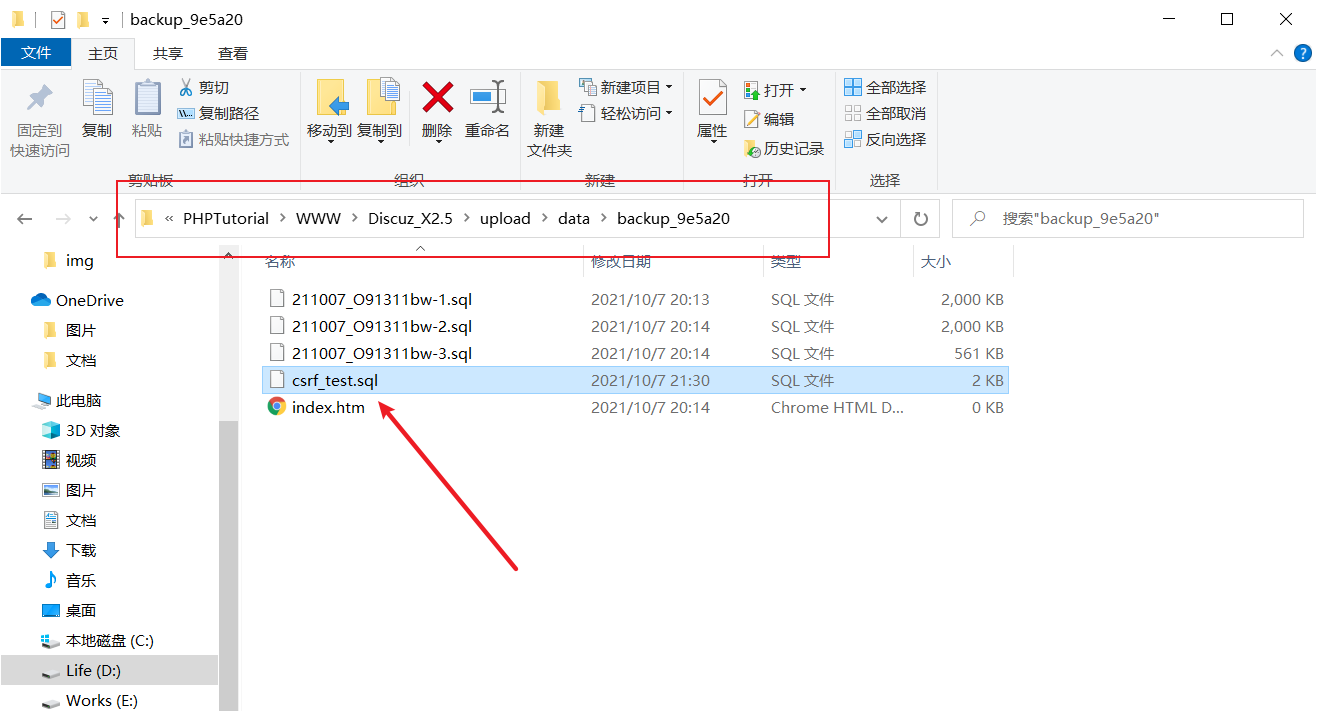 backup_9e5a20
文件 主页 共享 查看
固定到
快速访问
复制
粘贴
剪切
复制路径
粘贴快捷方式
剪贴板
移动到 复制到 删除 重命名
组织
新建
文件夹
新建项目
轻松访问
新建
属性
打开
编辑
历史记录
打开
全部选择
全部取消
反向选择
选择
« PHPTutorial > WWW > Discuz_X2.5 > upload > data > backup_9e5a20
搜索"backup_9e5a20"
名称 修改日期 类型 大小
211007_O91311bw-1.sql 2021/10/7 20:13 SQL 文件 2,000 KB
211007_O91311bw-2.sql 2021/10/7 20:14 SQL 文件 2,000 KB
211007_O91311bw-3.sql 2021/10/7 20:14 SQL 文件 561 KB
csrf_test.sql 2021/10/7 21:30 SQL 文件 2 KB
index.htm 2021/10/7 20:14 Chrome HTML D... 0 KB
img
OneDrive
图片
文档
此电脑
3D 对象
视频
图片
文档
下载
音乐
桌面
本地磁盘 (C:)
Life (D:)
Works (E:)